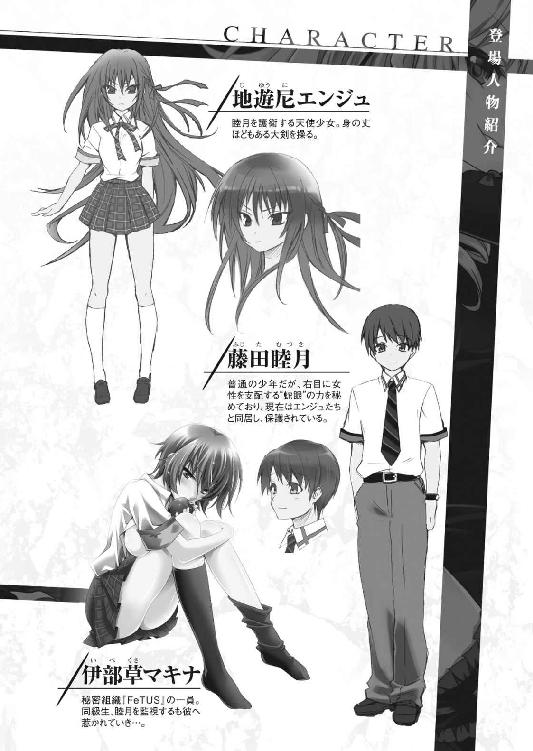 CHARACTER
登場人物紹介
じゆうに
地遊尼エンジュ
睦月を護衛する天使少女。身の丈
ほどもある大剣を操る。
ふじたむつき
藤田睦月
普通の少年だが、右目に女
性を支配する“蛇眼”の力を秘
めており、現在はエンジュたち
と同居し、保護されている。
いべくさ
伊部草マキナ
秘密組織『FeTUS』の一員。
同級生、睦月を監視するも彼へ
惹かれていき…。